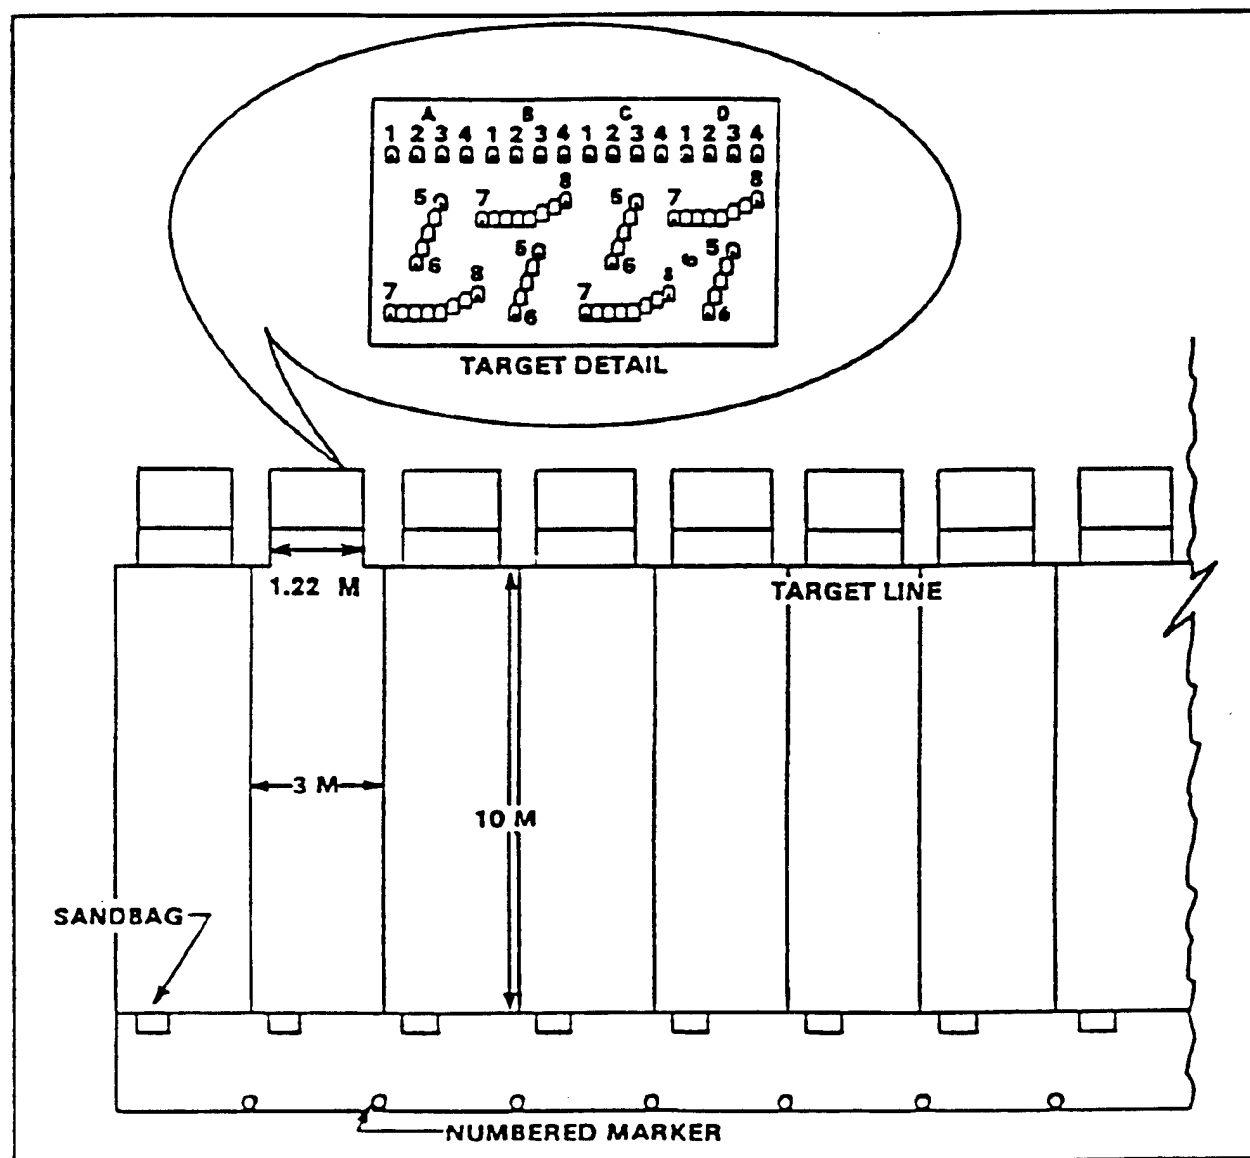 A B C D
1 2 3 4 1 2 3 4 1 2 3 4 1 2 3 4
5 7 8 5 7 8
6 5 6 6 5
7 8 6 7 8 6
TARGET DETAIL
1.22 M
TARGET LINE
3 M
10 M
SANDBAG
NUMBERED MARKER